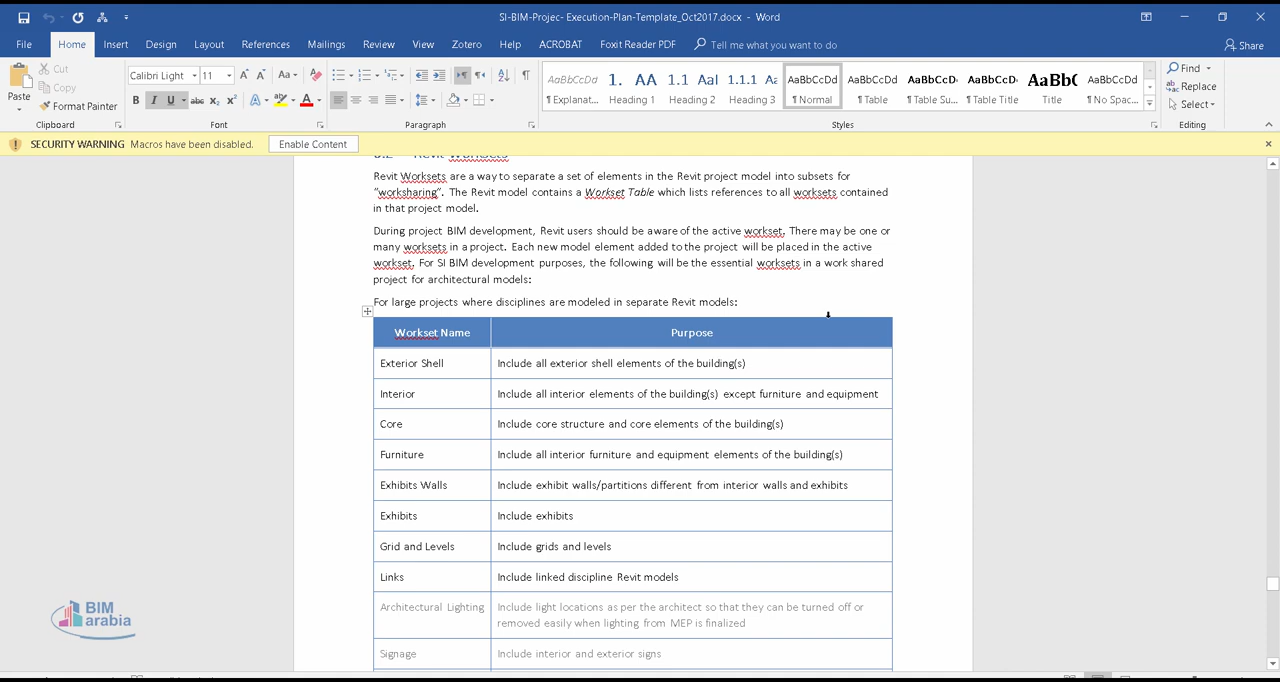 SI-BIM-Projec- Execution-Plan-Template_Oct2017.docx - Word
File Home Insert Design Layout References Mailings Review View Zotero Help ACROBAT Foxit Reader PDF Tell me what you want to do Share
Paste
Cut
Copy
Format Painter
Clipboard
Calibri Light 11
Font
Paragraph
AaBbCcDd 1. AA 1.1 AaI 1.1.1 Aa AaBbCcDd AaBbCcDd AaBbCcD AaBbCcD AaBb( AaBbCcDd
¶ Explanat... Heading 1 Heading 2 Heading 3 ¶ Normal ¶ Table ¶ Table Su... ¶ Table Title Title ¶ No Spac...
Styles
Find
Replace
Select
Editing
SECURITY WARNING Macros have been disabled. Enable Content
Revit Worksets
Revit Worksets are a way to separate a set of elements in the Revit project model into subsets for
"worksharing". The Revit model contains a Workset Table which lists references to all worksets contained
in that project model.
During project BIM development, Revit users should be aware of the active workset. There may be one or
many worksets in a project. Each new model element added to the project will be placed in the active
workset. For SI BIM development purposes, the following will be the essential worksets in a work shared
project for architectural models:
For large projects where disciplines are modeled in separate Revit models:
Workset Name Purpose
Exterior Shell Include all exterior shell elements of the building(s)
Interior Include all interior elements of the building(s) except furniture and equipment
Core Include core structure and core elements of the building(s)
Furniture Include all interior furniture and equipment elements of the building(s)
Exhibits Walls Include exhibit walls/partitions different from interior walls and exhibits
Exhibits Include exhibits
Grid and Levels Include grids and levels
Links Include linked discipline Revit models
Architectural Lighting Include light locations as per the architect so that they can be turned off or
removed easily when lighting from MEP is finalized
Signage Include interior and exterior signs
BIM
arabia